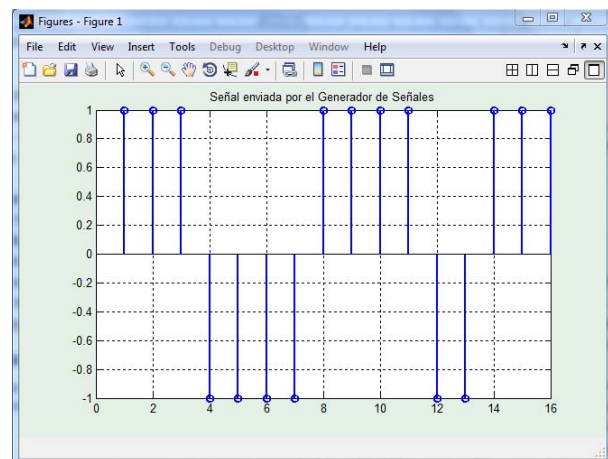 Figures - Figure 1
File Edit View Insert Tools Debug Desktop Window Help
Señal enviada por el Generador de Señales
1
0.8
0.6
0.4
0.2
0
-0.2
-0.4
-0.6
-0.8
-1
0 2 4 6 8 10 12 14 16